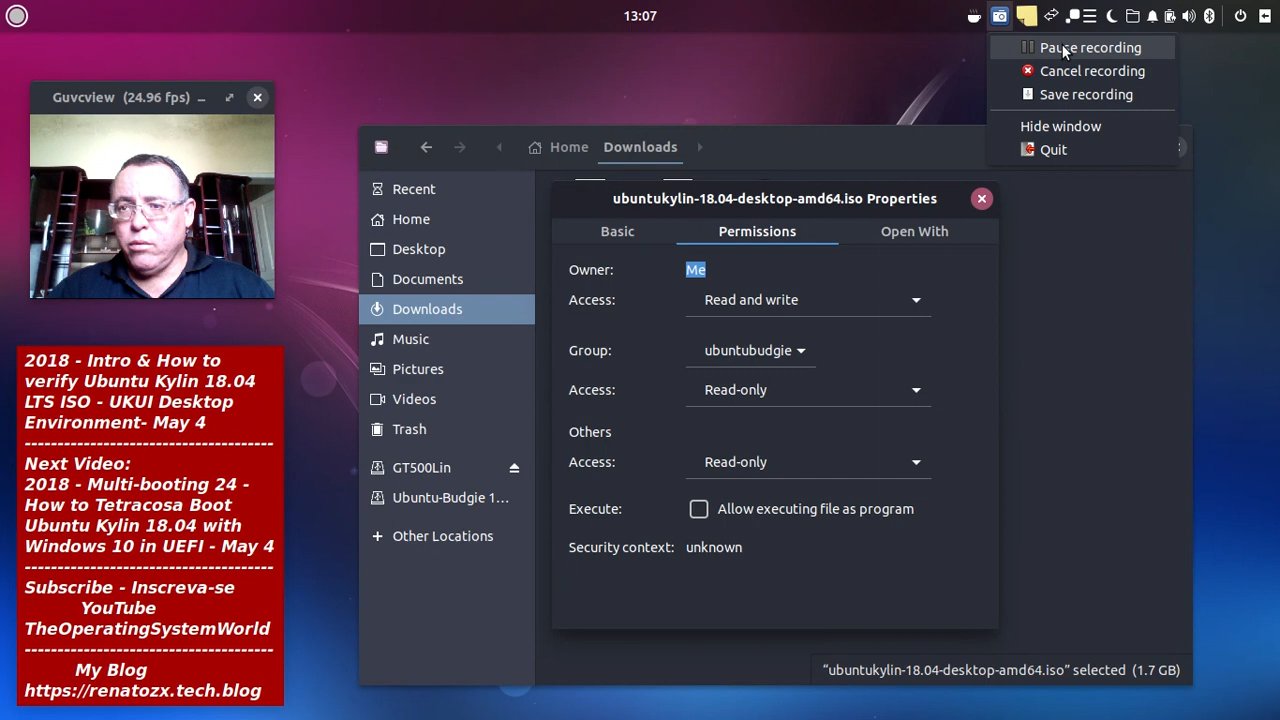 13:07
Guvcview (24.96 fps)
Pause recording
Cancel recording
Save recording
Hide window
Quit
Home
Downloads
Recent
Home
Desktop
Documents
Downloads
Music
Pictures
Videos
Trash
GT500Lin
Ubuntu-Budgie 1...
Other Locations
ubuntukylin-18.04-desktop-amd64.iso Properties
Basic
Permissions
Open With
Owner: Me
Access: Read and write
Group: ubuntubudgie
Access: Read-only
Others
Access: Read-only
Execute: Allow executing file as program
Security context: unknown
“ubuntukylin-18.04-desktop-amd64.iso” selected (1.7 GB)
2018 - Intro & How to
verify Ubuntu Kylin 18.04
LTS ISO - UKUI Desktop
Environment- May 4
--------------------------------------
Next Video:
2018 - Multi-booting 24 -
How to Tetracosa Boot
Ubuntu Kylin 18.04 with
Windows 10 in UEFI - May 4
--------------------------------------
Subscribe - Inscreva-se
YouTube
TheOperatingSystemWorld
--------------------------------------
My Blog
https://renatozx.tech.blog